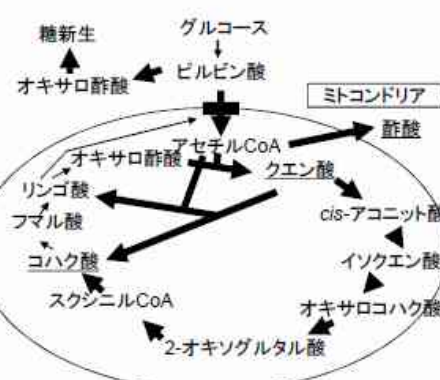 糖新生
グルコース
オキサロ酢酸
ピルビン酸
ミトコンドリア
アセチルCoA
酢酸
オキサロ酢酸
クエン酸
リンゴ酸
cis-アコニット酸
フマル酸
コハク酸
イソクエン酸
スクシニルCoA
オキサロコハク酸
2-オキソグルタル酸